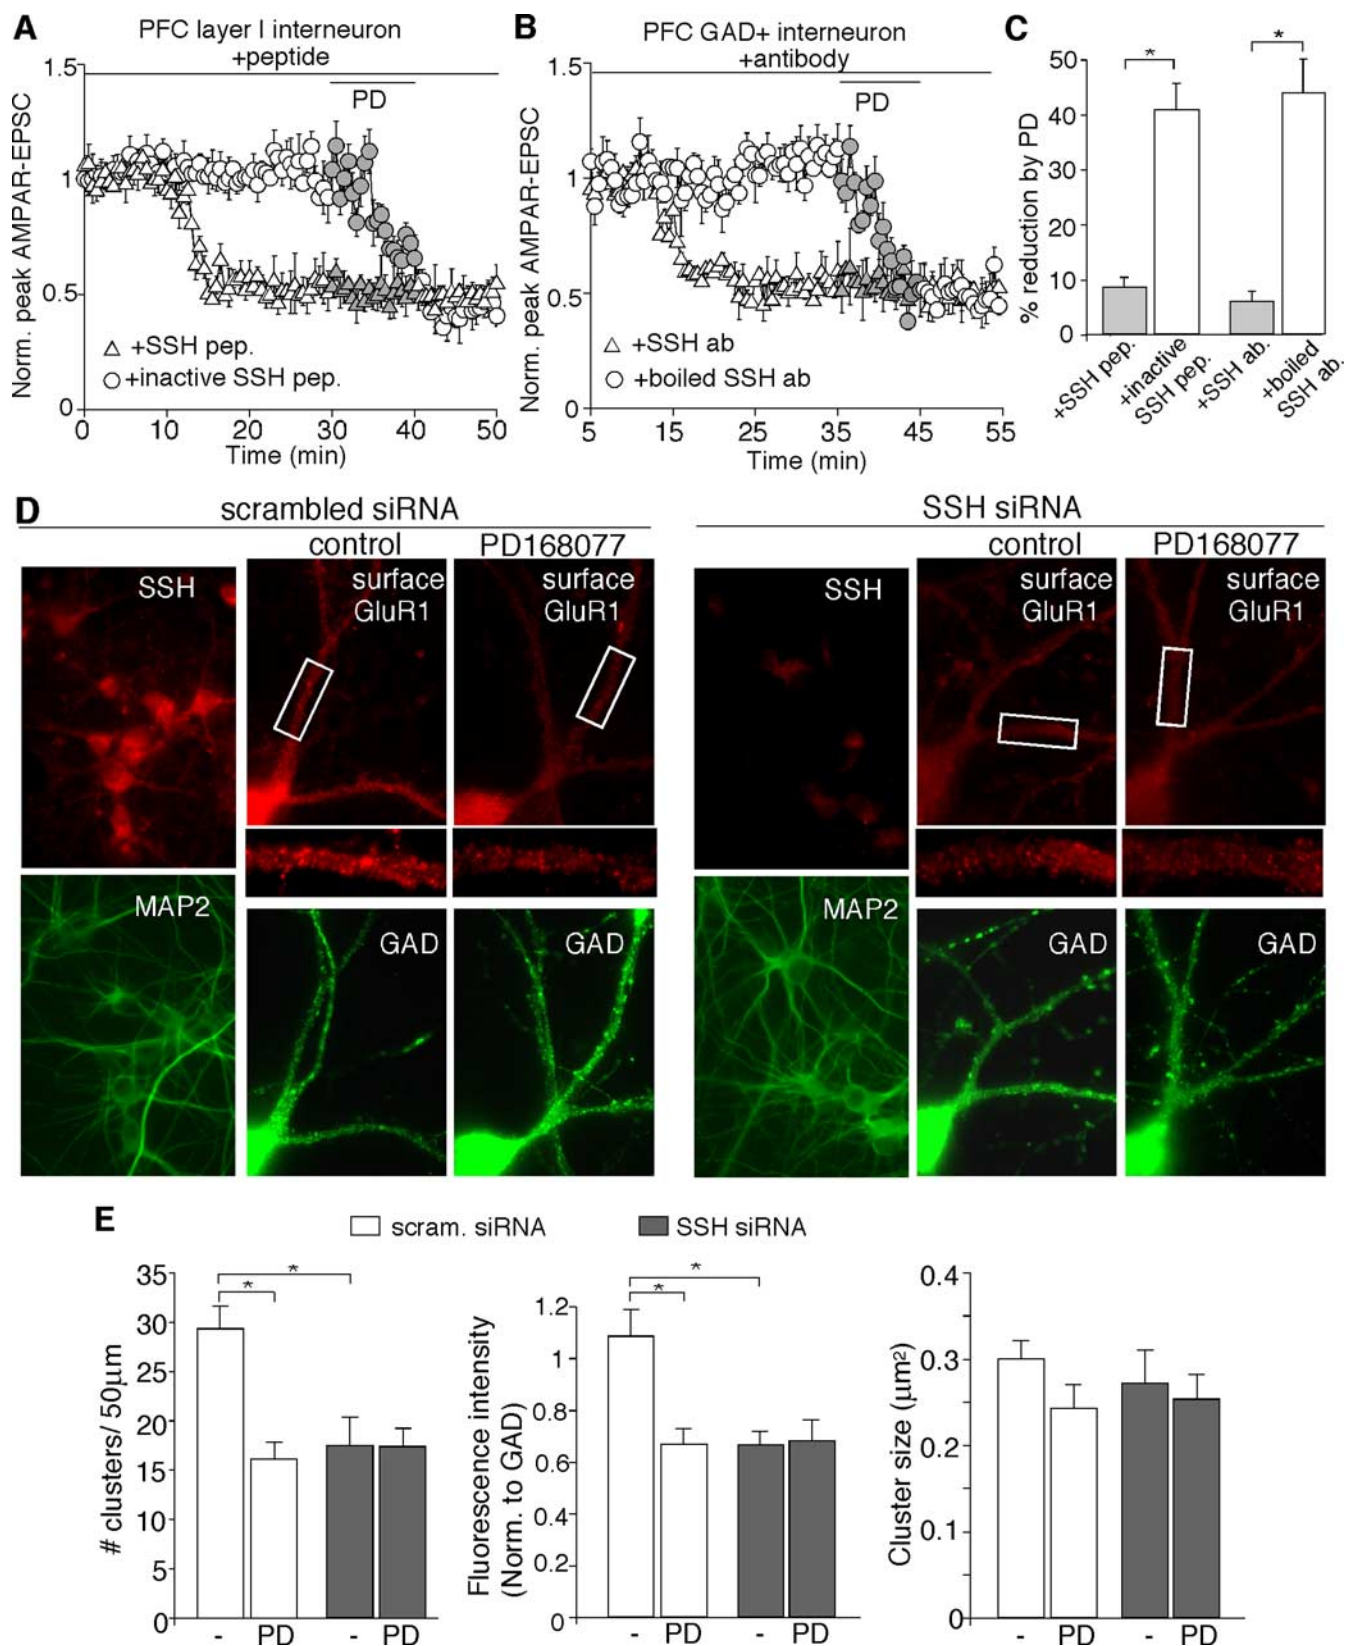 A
PFC layer I interneuron
+peptide
PD
Norm. peak AMPAR-EPSC
1.5
1
0.5
0
△ +SSH pep.
○ +inactive SSH pep.
0 10 20 30 40 50
Time (min)
B
PFC GAD+ interneuron
+antibody
PD
Norm. peak AMPAR-EPSC
1.5
1
0.5
0
△ +SSH ab
○ +boiled SSH ab
5 15 25 35 45 55
Time (min)
C
* *
% reduction by PD
50
40
30
20
10
0
+SSH pep.
+inactive
SSH pep.
+SSH ab.
+boiled
SSH ab.
D
scrambled siRNA
control PD168077
SSH
surface
GluR1
surface
GluR1
MAP2
GAD
GAD
SSH siRNA
control PD168077
SSH
surface
GluR1
surface
GluR1
MAP2
GAD
GAD
E
scram. siRNA
SSH siRNA
# clusters/ 50μm
35
30
25
20
15
10
5
0
*
*
- PD - PD
Fluorescence intensity
(Norm. to GAD)
1.2
1
0.8
0.6
0.4
0.2
0
*
*
- PD - PD
Cluster size (μm²)
0.4
0.3
0.2
0.1
0
- PD - PD